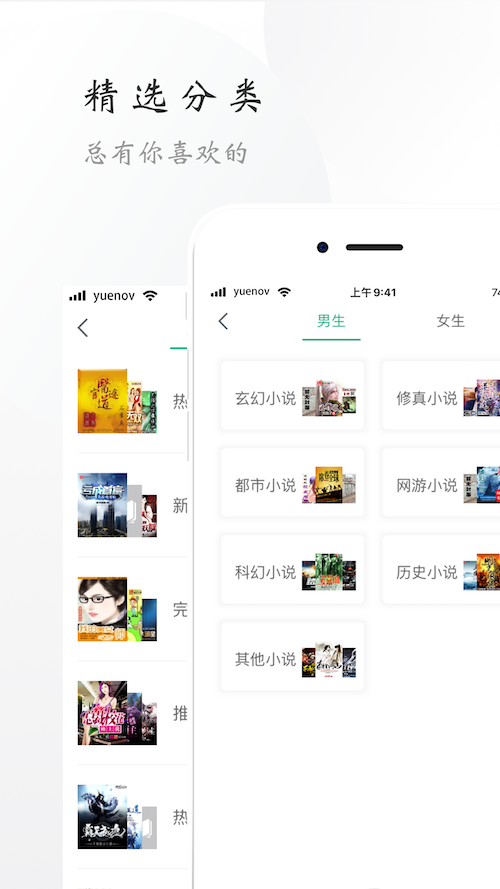 精选分类
总有你喜欢的
yuenov
yuenov
上午9:41
74
男生
女生
热
玄幻小说
修真小说
新
都市小说
网游小说
完
科幻小说
历史小说
推
其他小说
热